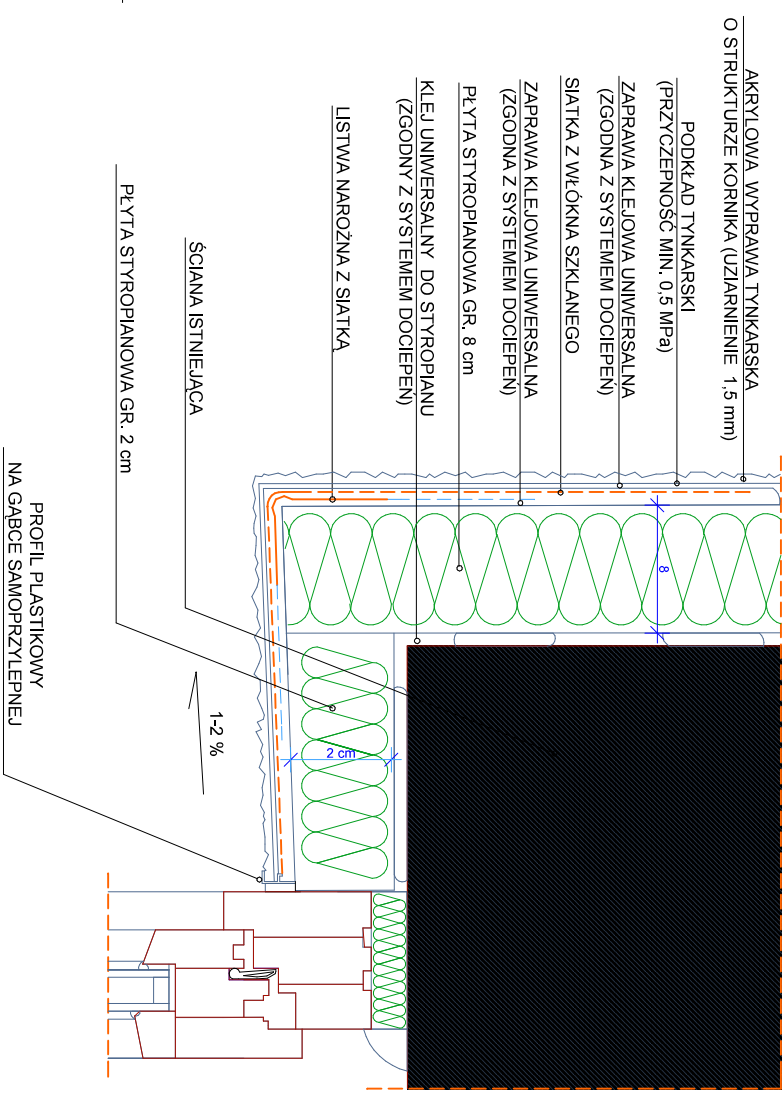 AKRYLOWA WYPRAWA TYNKARSKA
O STRUKTURZE KORNIKA (UZIARNIENIE 1,5 mm)
PODKŁAD TYNKARSKI
(PRZYCZEPNOŚĆ MIN. 0,5 MPa)
ZAPRAWA KLEJOWA UNIWERSALNA
(ZGODNA Z SYSTEMEM DOCIEPEŃ)
SIATKA Z WŁÓKNA SZKLANEGO
ZAPRAWA KLEJOWA UNIWERSALNA
(ZGODNA Z SYSTEMEM DOCIEPEŃ)
PŁYTA STYROPIANOWA GR. 8 cm
KLEJ UNIWERSALNY DO STYROPIANU
(ZGODNY Z SYSTEMEM DOCIEPEŃ)
LISTWA NAROŻNA Z SIATKĄ
ŚCIANA ISTNIEJĄCA
PŁYTA STYROPIANOWA GR. 2 cm
PROFIL PLASTIKOWY
NA GĄBCE SAMOPRZYLEPNEJ
8
2 cm
1-2 %